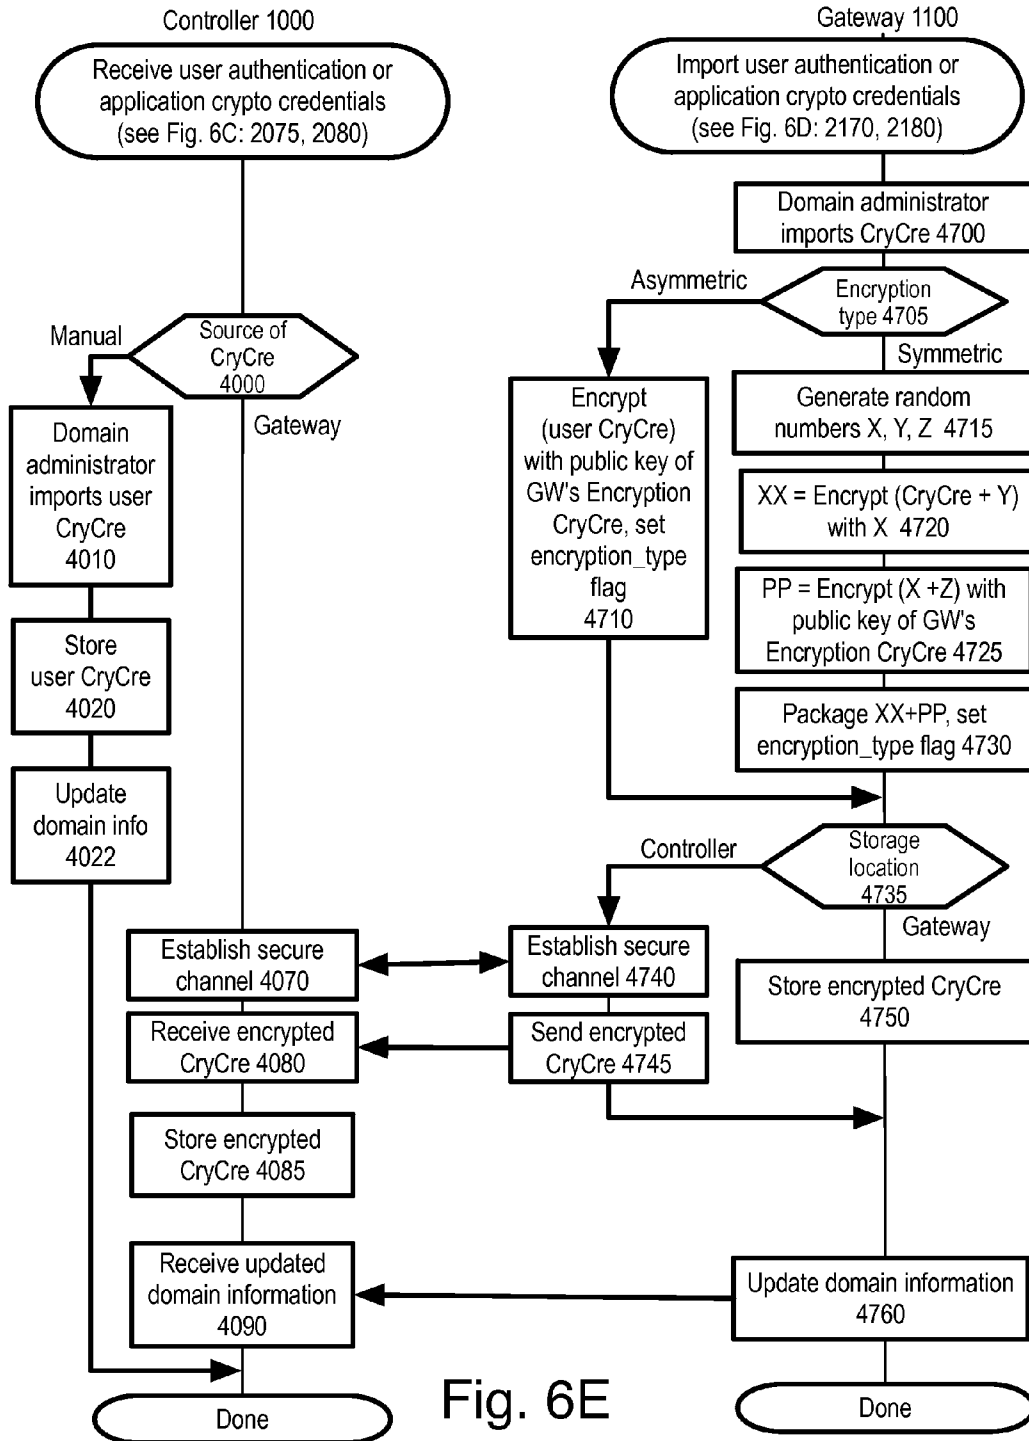 Controller 1000
Receive user authentication or
application crypto credentials
(see Fig. 6C: 2075, 2080)
Manual
Source of
CryCre
4000
Gateway
Domain
administrator
imports user
CryCre
4010
Store
user CryCre
4020
Update
domain info
4022
Establish secure
channel 4070
Receive encrypted
CryCre 4080
Store encrypted
CryCre 4085
Receive updated
domain information
4090
Done
Gateway 1100
Import user authentication or
application crypto credentials
(see Fig. 6D: 2170, 2180)
Domain administrator
imports CryCre 4700
Asymmetric
Encryption
type 4705
Symmetric
Encrypt
(user CryCre)
with public key of
GW's Encryption
CryCre, set
encryption_type
flag
4710
Generate random
numbers X, Y, Z 4715
XX = Encrypt (CryCre + Y)
with X 4720
PP = Encrypt (X +Z) with
public key of GW's
Encryption CryCre 4725
Package XX+PP, set
encryption_type flag 4730
Controller
Storage
location
4735
Gateway
Establish secure
channel 4740
Send encrypted
CryCre 4745
Store encrypted CryCre
4750
Update domain information
4760
Done
Fig. 6E